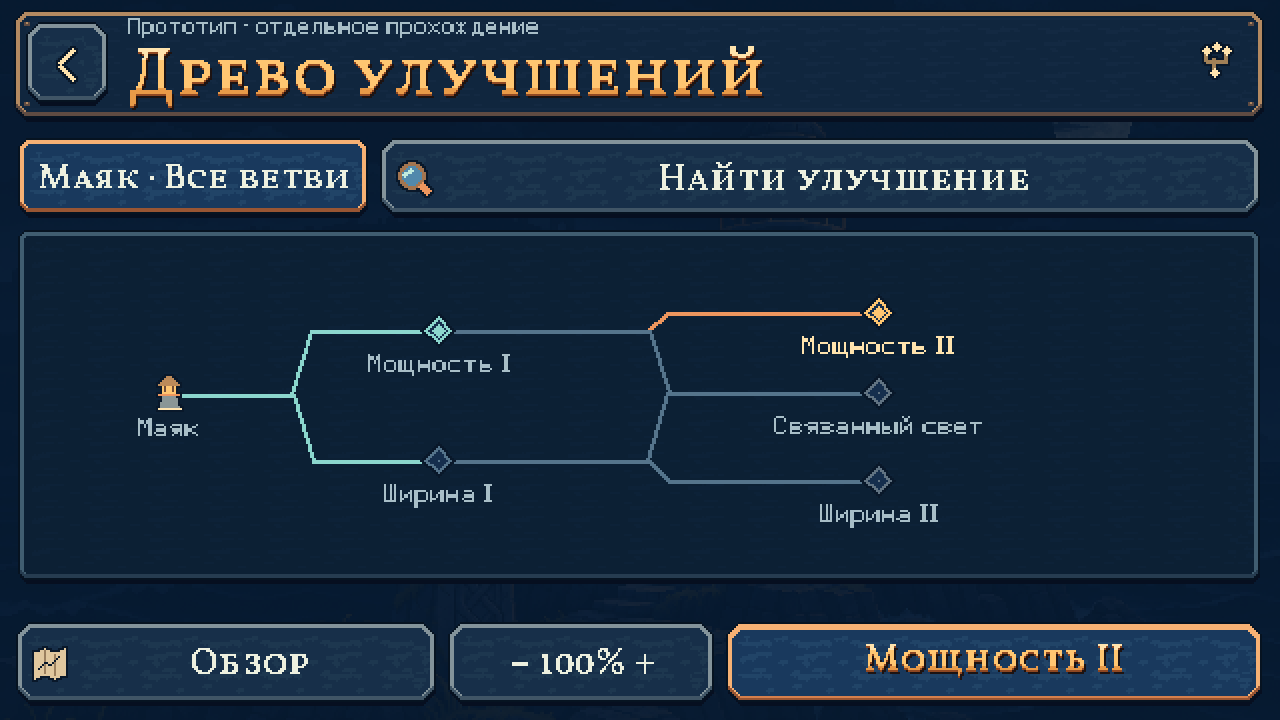 Прототип · отдельное прохождение
Древо улучшений
Маяк · Все ветви
Найти улучшение
Мощность II
Мощность I
Связанный свет
Маяк
Ширина I
Ширина II
Обзор
− 100% +
Мощность II